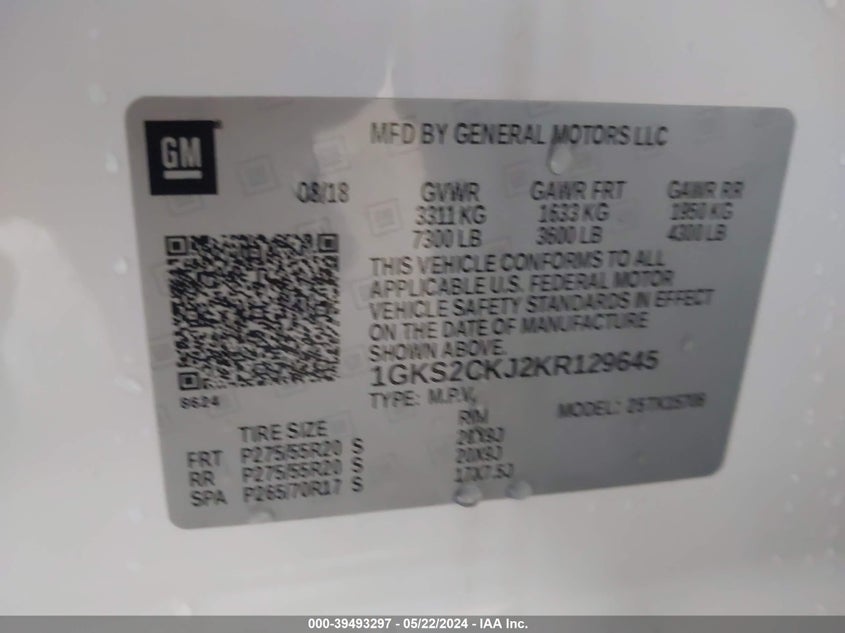 GM
MFD BY GENERAL MOTORS LLC
08/18 GVWR GAWR FRT GAWR RR
3311 KG 1633 KG 1950 KG
7300 LB 3600 LB 4300 LB
THIS VEHICLE CONFORMS TO ALL
APPLICABLE U.S. FEDERAL MOTOR
VEHICLE SAFETY STANDARDS IN EFFECT
ON THE DATE OF MANUFACTURE
SHOWN ABOVE.
1GKS2CKJ2KR129645
8624
TYPE: M.P.V. MODEL:
TIRE SIZE RIM
FRT P275/55R20 S
RR P275/55R20 S 20X9J
SPA P265/70R17 S 17X7.5J
000-39493297 - 05/22/2024 - IAA Inc.